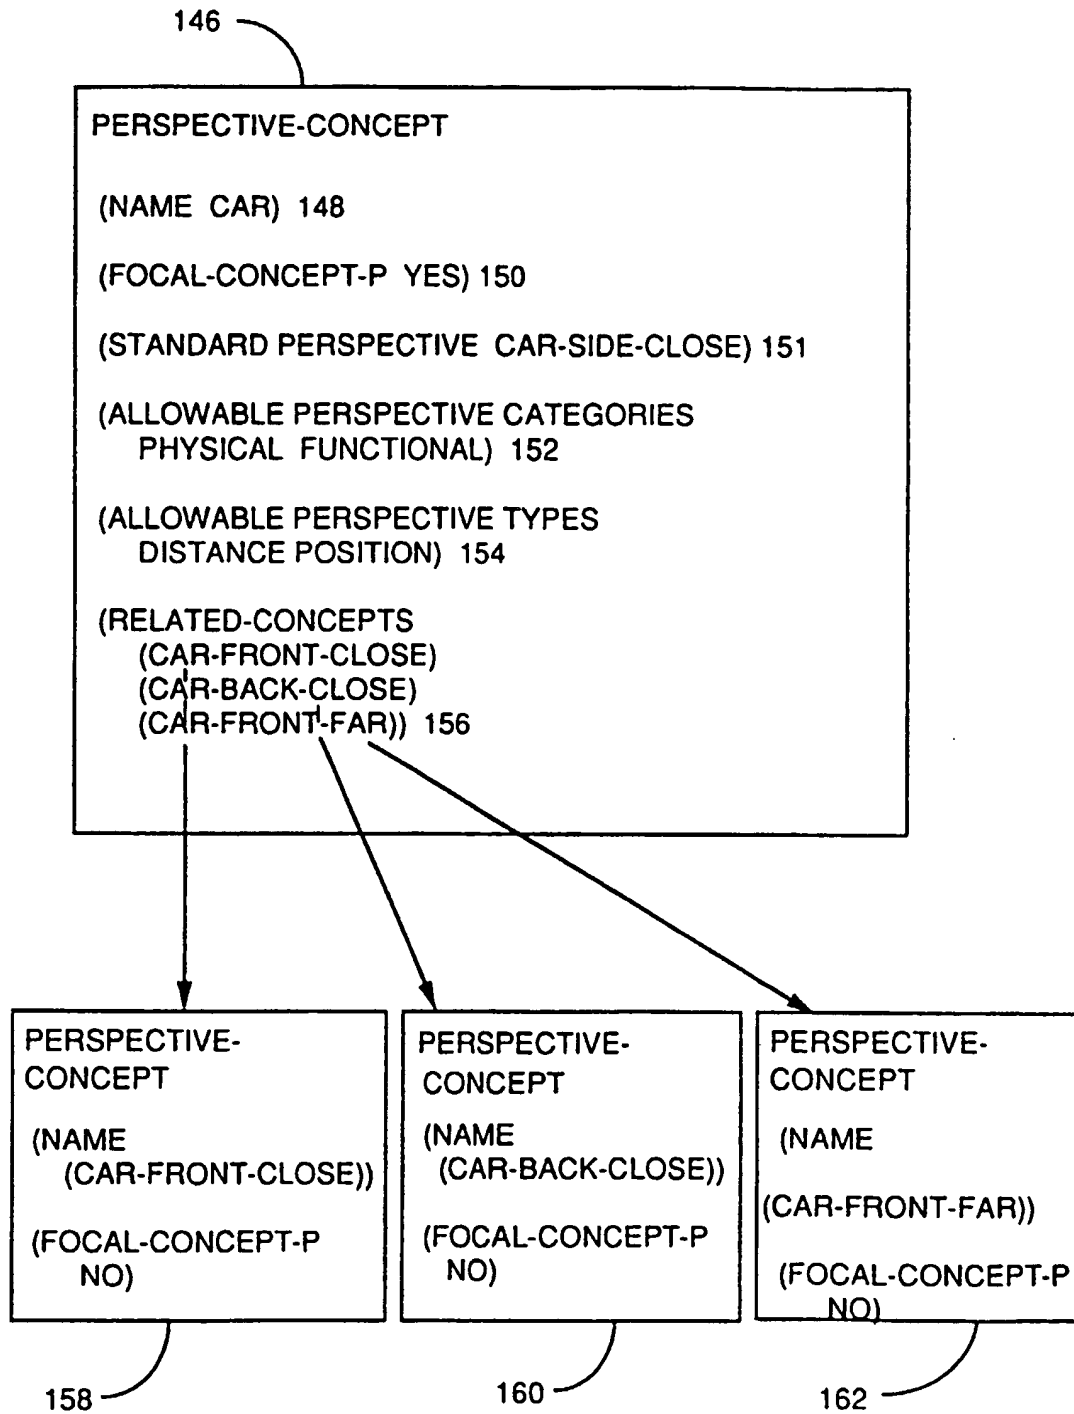 146
PERSPECTIVE-CONCEPT
(NAME CAR) 148
(FOCAL-CONCEPT-P YES) 150
(STANDARD PERSPECTIVE CAR-SIDE-CLOSE) 151
(ALLOWABLE PERSPECTIVE CATEGORIES
PHYSICAL FUNCTIONAL) 152
(ALLOWABLE PERSPECTIVE TYPES
DISTANCE POSITION) 154
(RELATED-CONCEPTS
(CAR-FRONT-CLOSE)
(CAR-BACK-CLOSE)
(CAR-FRONT-FAR)) 156
PERSPECTIVE-
CONCEPT
(NAME
(CAR-FRONT-CLOSE))
(FOCAL-CONCEPT-P
NO)
158
PERSPECTIVE-
CONCEPT
(NAME
(CAR-BACK-CLOSE))
(FOCAL-CONCEPT-P
NO)
160
PERSPECTIVE-
CONCEPT
(NAME
(CAR-FRONT-FAR))
(FOCAL-CONCEPT-P
NO)
162